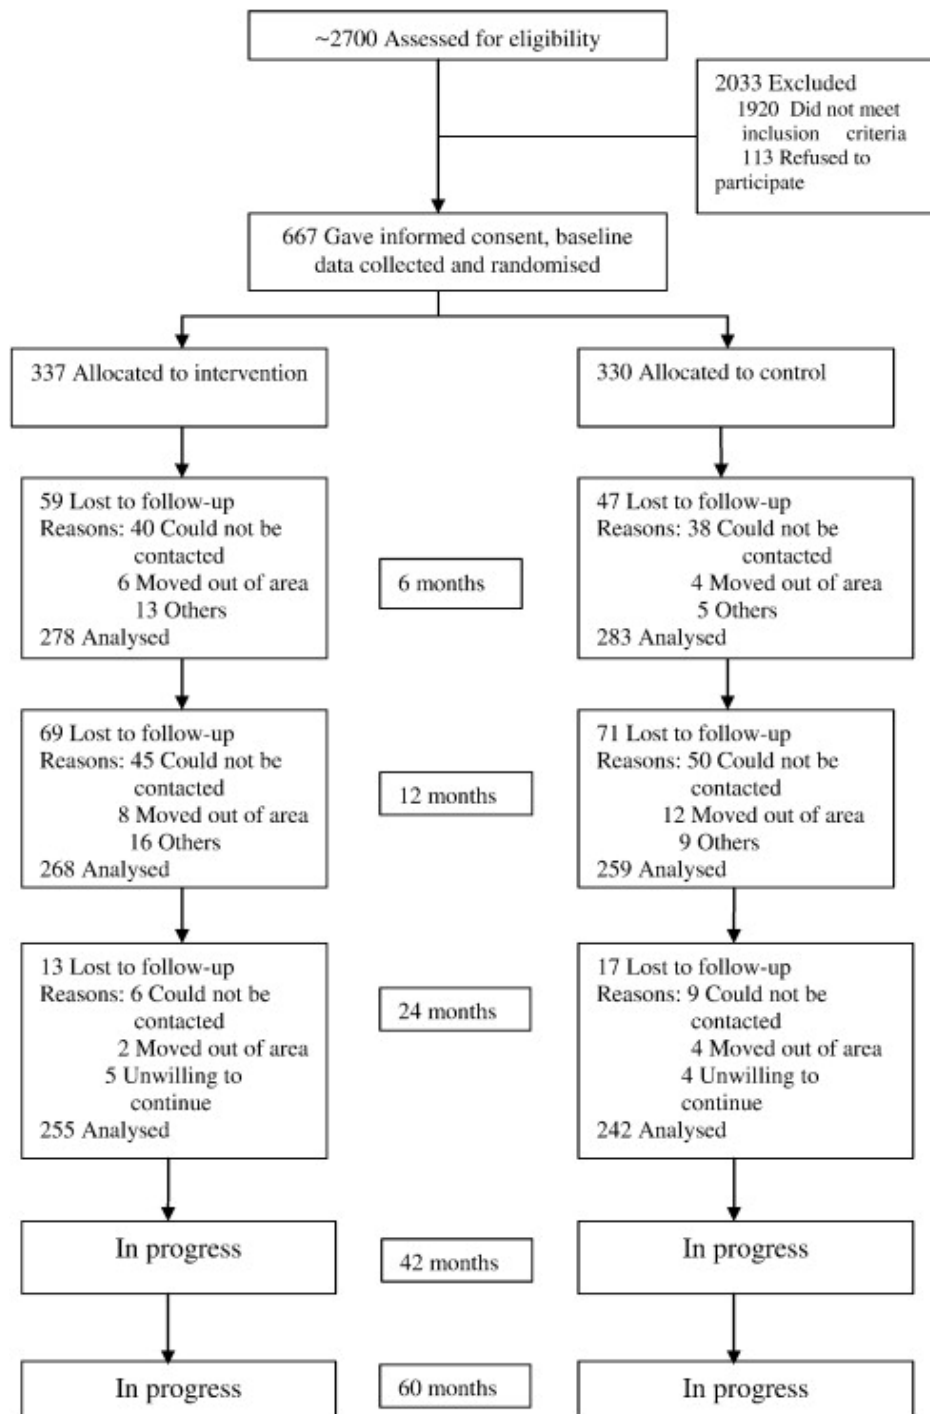 ~2700 Assessed for eligibility
2033 Excluded
1920 Did not meet
inclusion criteria
113 Refused to
participate
667 Gave informed consent, baseline
data collected and randomised
337 Allocated to intervention
330 Allocated to control
59 Lost to follow-up
Reasons: 40 Could not be
contacted
6 Moved out of area
13 Others
278 Analysed
6 months
47 Lost to follow-up
Reasons: 38 Could not be
contacted
4 Moved out of area
5 Others
283 Analysed
69 Lost to follow-up
Reasons: 45 Could not be
contacted
8 Moved out of area
16 Others
268 Analysed
12 months
71 Lost to follow-up
Reasons: 50 Could not be
contacted
12 Moved out of area
9 Others
259 Analysed
13 Lost to follow-up
Reasons: 6 Could not be
contacted
2 Moved out of area
5 Unwilling to
continue
255 Analysed
24 months
17 Lost to follow-up
Reasons: 9 Could not be
contacted
4 Moved out of area
4 Unwilling to
continue
242 Analysed
In progress
42 months
In progress
In progress
60 months
In progress